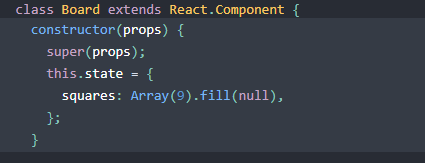 class Board extends React.Component {
  constructor(props) {
    super(props);
    this.state = {
      squares: Array(9).fill(null),
    };
  }